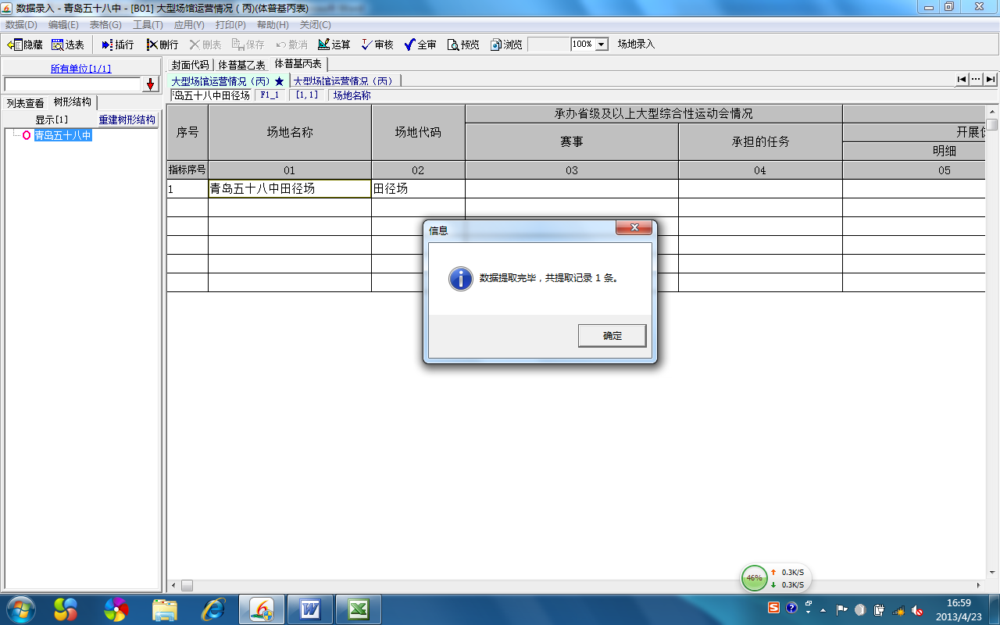 数据录入 - 青岛五十八中 - [B01] 大型场馆运营情况 ( 丙)(体普基丙表)
数据(D) 编辑(E) 表格(G) 工具(T) 应用(Y) 打印(P) 帮助(H) 关闭(C)
隐藏 选表 插行 删行 删表 保存 撤消 运算 审核 全审 预览 浏览 100% 场地录入
所有单位[1/1]
列表查看 树形结构
显示[1] 重建树形结构
青岛五十八中
封面代码 体普基乙表 体普基丙表
大型场馆运营情况（丙）★ 大型场馆运营情况（丙）
岛五十八中田径场 F1_1 [1,1] 场地名称
序号 场地名称 场地代码 承办省级及以上大型综合性运动会情况
赛事 承担的任务 开展
明细
指标序号 01 02 03 04 05
1 青岛五十八中田径场 田径场
信息
数据提取完毕，共提取记录 1 条。
确定
46% 0.3K/S
0.3K/S
16:59
2013/4/23